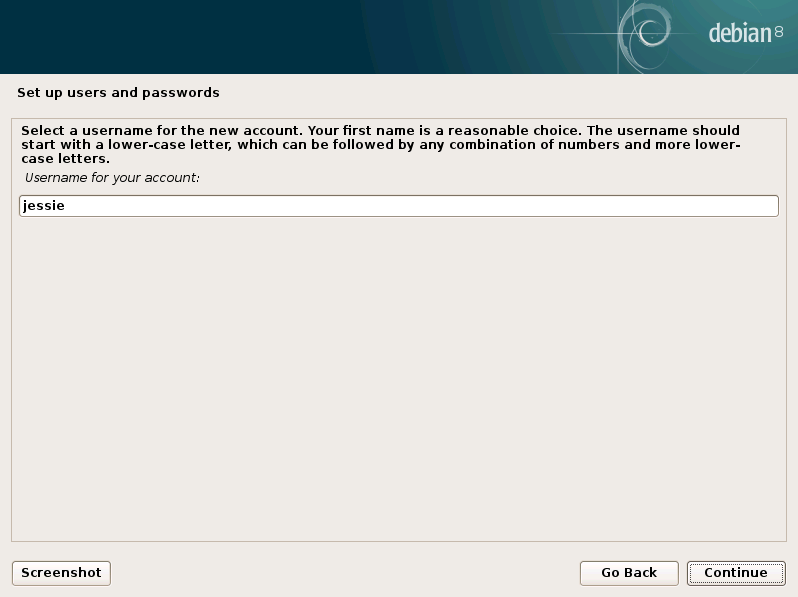 debian 8
Set up users and passwords
Select a username for the new account. Your first name is a reasonable choice. The username should
start with a lower-case letter, which can be followed by any combination of numbers and more lower-
case letters.
Username for your account:
jessie
Screenshot
Go Back
Continue